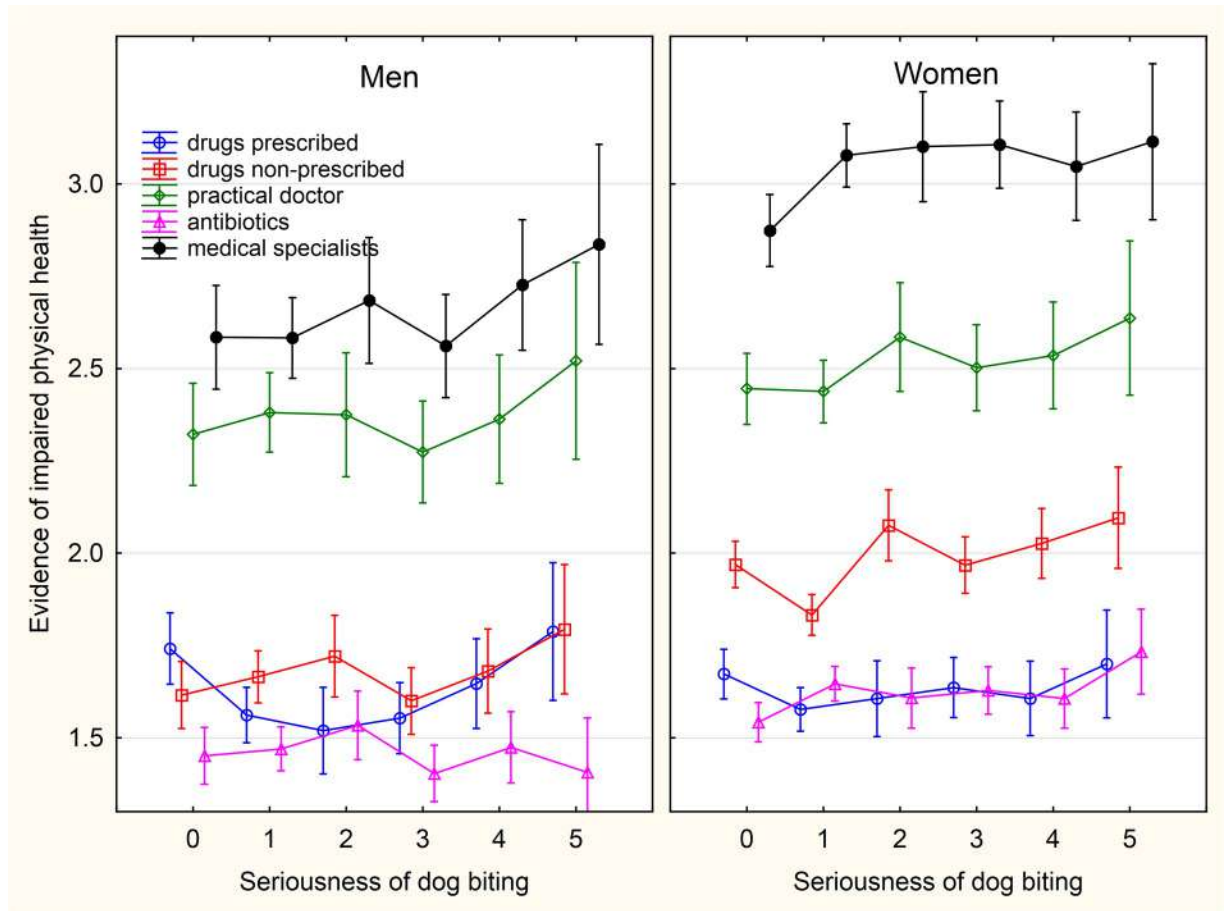 Men
Women
drugs prescribed
drugs non-prescribed
practical doctor
antibiotics
medical specialists
Evidence of impaired physical health
3.0
2.5
2.0
1.5
0 1 2 3 4 5
0 1 2 3 4 5
Seriousness of dog biting
Seriousness of dog biting